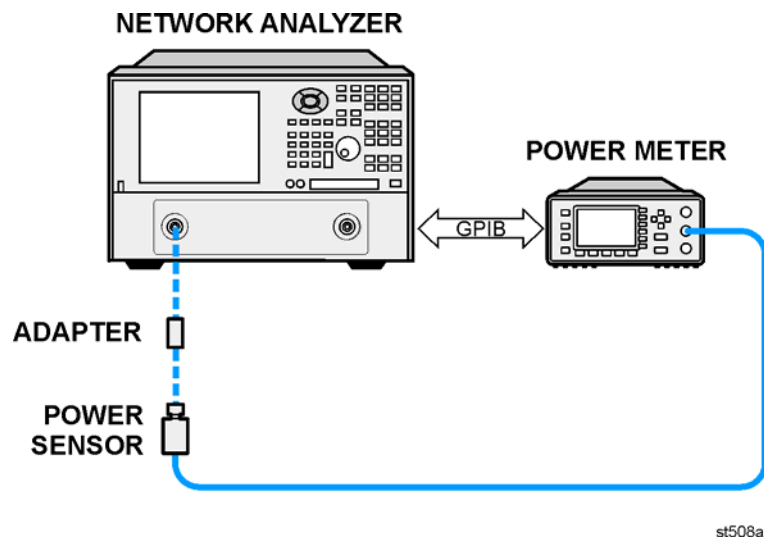 NETWORK ANALYZER
POWER METER
GPIB
ADAPTER
POWER
SENSOR
st508a